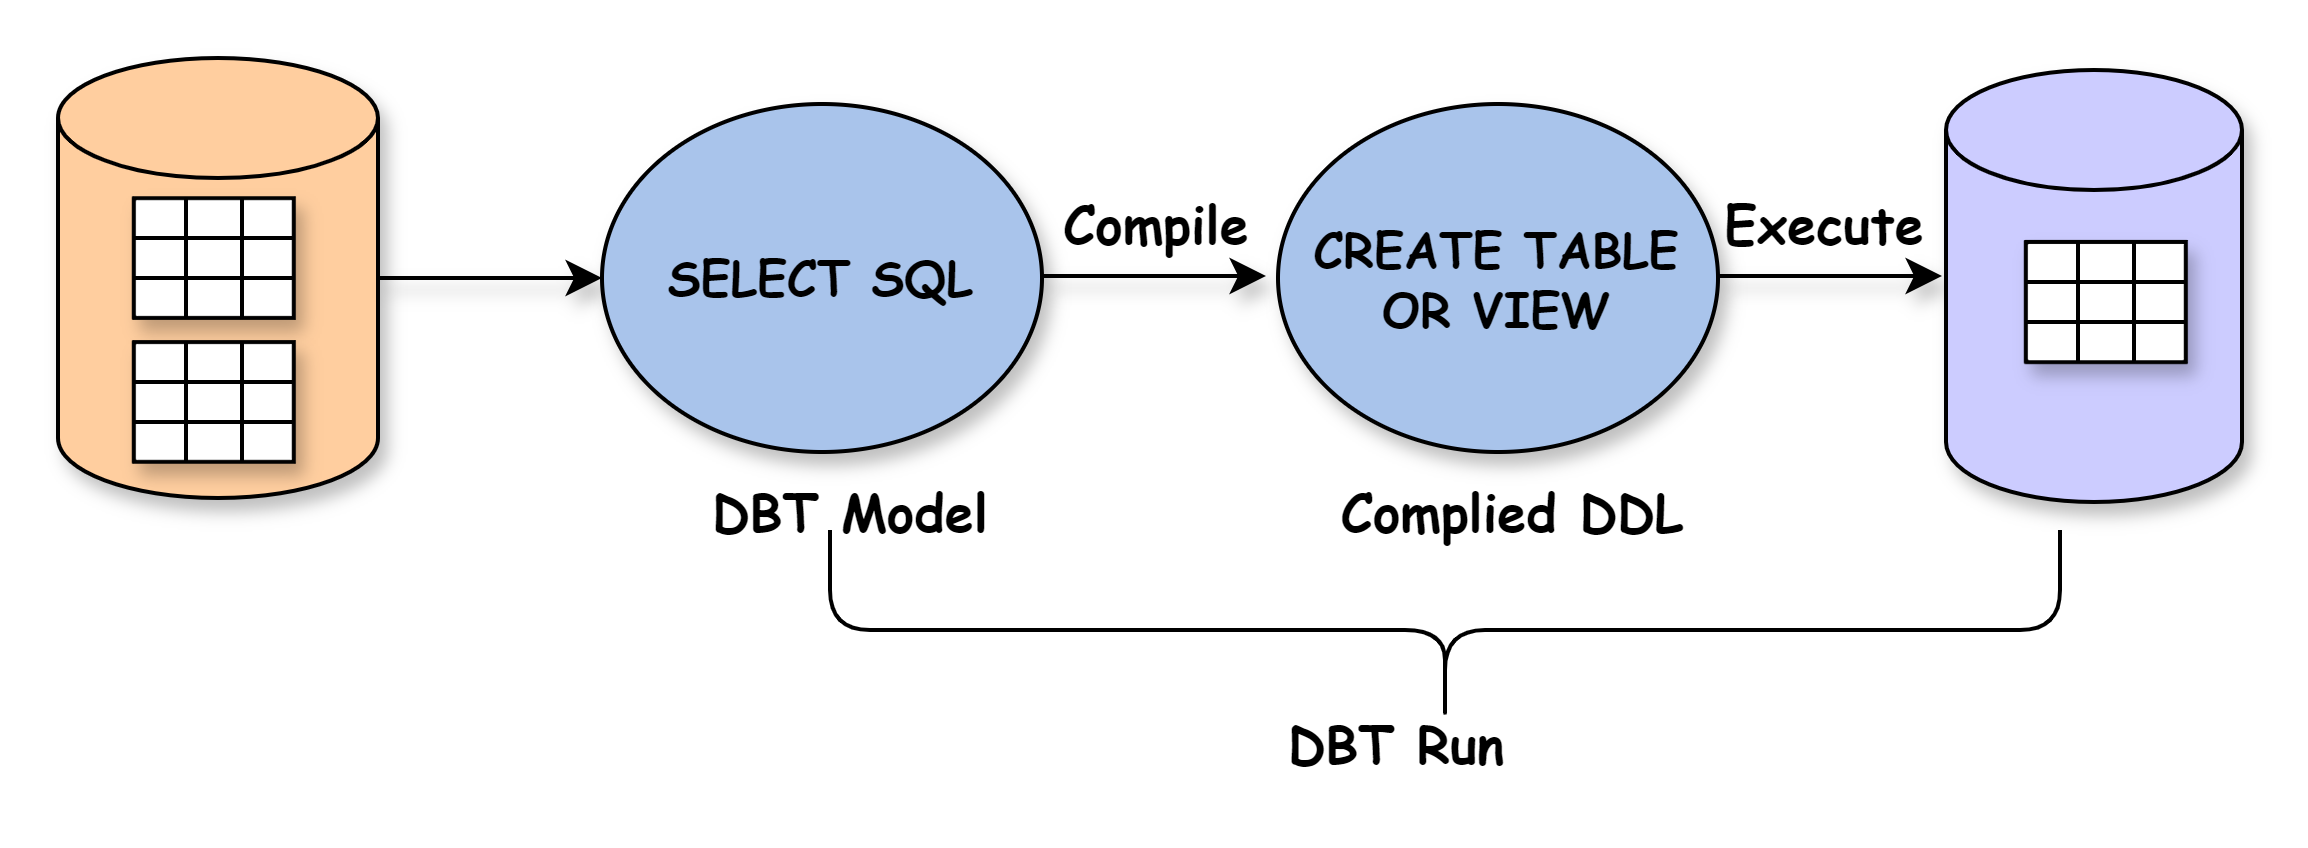 SELECT SQL
Compile
CREATE TABLE
OR VIEW
Execute
DBT Model
Complied DDL
DBT Run